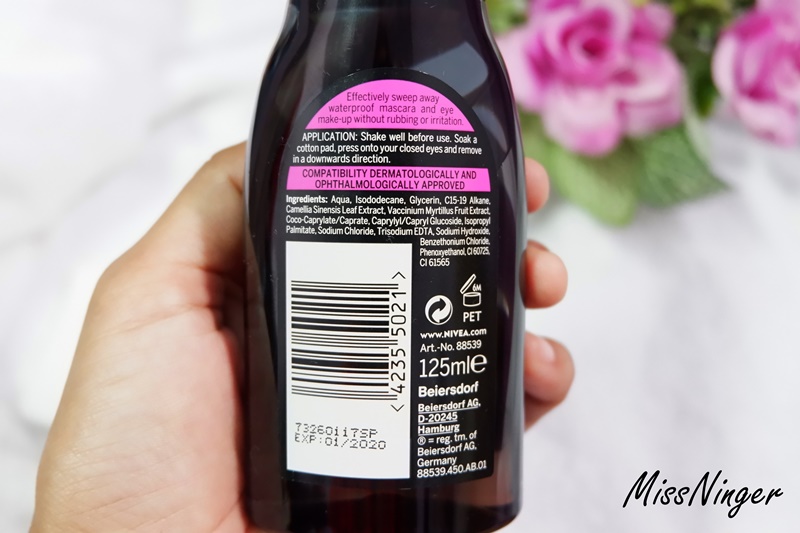 Effectively sweep away
waterproof mascara and eye
make-up without rubbing or irritation.
APPLICATION: Shake well before use. Soak a
cotton pad, press onto your closed eyes and remove
in a downwards direction.
COMPATIBILITY DERMATOLOGICALLY AND
OPHTHALMOLOGICALLY APPROVED
Ingredients: Aqua, Isododecane, Glycerin, C15-19 Alkane,
Camellia Sinensis Leaf Extract, Vaccinium Myrtillus Fruit Extract,
Coco-Caprylate/Caprate, Caprylyl/Capryl Glucoside, Isopropyl
Palmitate, Sodium Chloride, Trisodium EDTA, Sodium Hydroxide,
Benzethonium Chloride,
Phenoxyethanol, CI 60725,
CI 61565
< 4235 5021 >
73260117SP
EXP:01/2020
6M
PET
www.NIVEA.com
Art.-No. 88539
125ml℮
Beiersdorf
Beiersdorf AG,
D-20245
Hamburg
® = reg. tm. of
Beiersdorf AG,
Germany
88539.450.AB.01
MissNinger